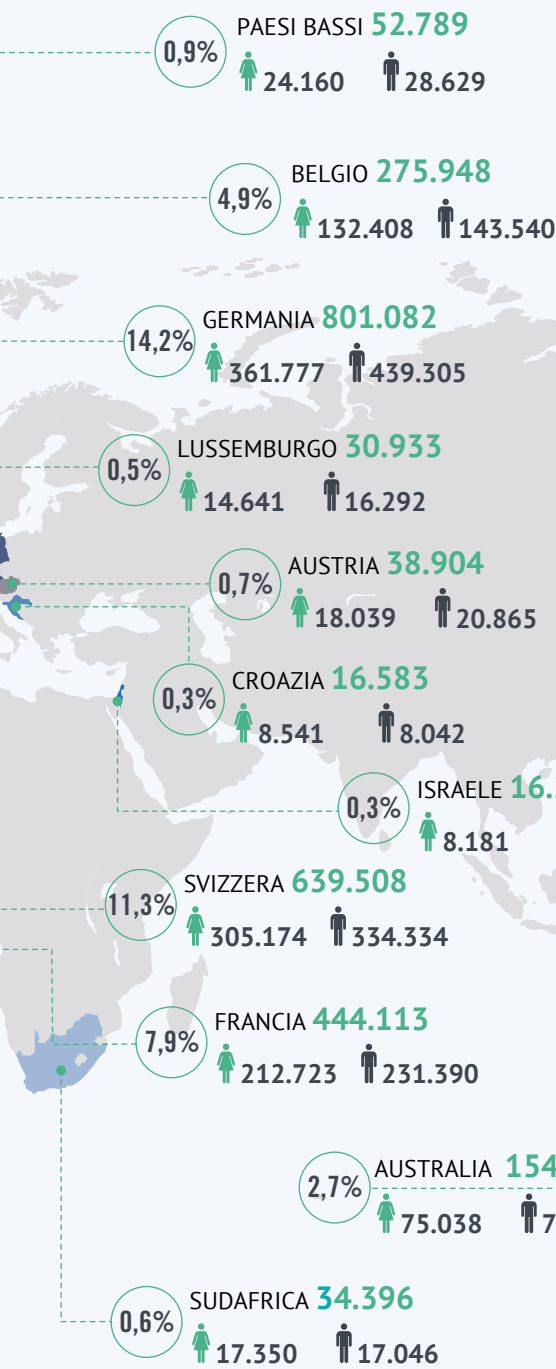 PAESI BASSI 52.789
0,9%
24.160 28.629
BELGIO 275.948
4,9%
132.408 143.540
GERMANIA 801.082
14,2%
361.777 439.305
LUSSEMBURGO 30.933
0,5%
14.641 16.292
AUSTRIA 38.904
0,7%
18.039 20.865
CROAZIA 16.583
0,3%
8.541 8.042
ISRAELE 16.
0,3%
8.181
SVIZZERA 639.508
11,3%
305.174 334.334
FRANCIA 444.113
7,9%
212.723 231.390
AUSTRALIA 154
2,7%
75.038 7
SUDAFRICA 34.396
0,6%
17.350 17.046